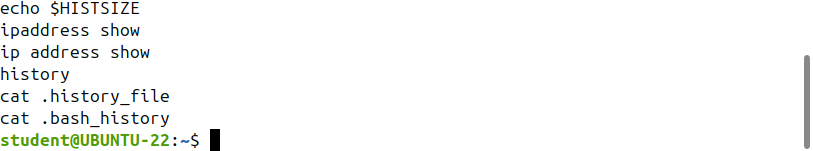 echo $HISTSIZE
ipaddress show
ip address show
history
cat .history_file
cat .bash_history
student@UBUNTU-22:~$